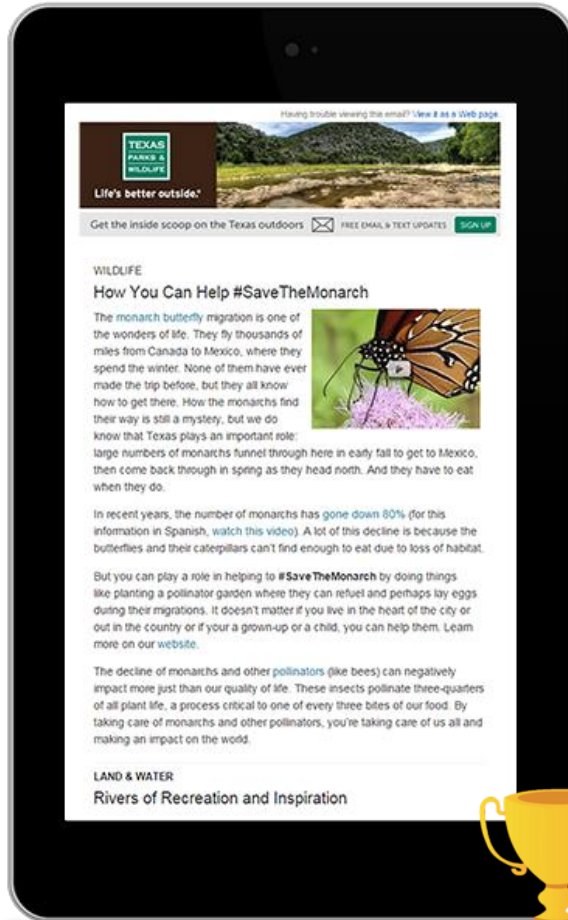 Having trouble viewing this email? View it as a Web page.
TEXAS
PARKS &
WILDLIFE
Life's better outside.®
Get the inside scoop on the Texas outdoors FREE EMAIL & TEXT UPDATES SIGN UP
WILDLIFE
How You Can Help #SaveTheMonarch
The monarch butterfly migration is one of
the wonders of life. They fly thousands of
miles from Canada to Mexico, where they
spend the winter. None of them have ever
made the trip before, but they all know
how to get there. How the monarchs find
their way is still a mystery, but we do
know that Texas plays an important role:
large numbers of monarchs funnel through here in early fall to get to Mexico,
then come back through in spring as they head north. And they have to eat
when they do.
In recent years, the number of monarchs has gone down 80% (for this
information in Spanish, watch this video). A lot of this decline is because the
butterflies and their caterpillars can't find enough to eat due to loss of habitat.
But you can play a role in helping to #SaveTheMonarch by doing things
like planting a pollinator garden where they can refuel and perhaps lay eggs
during their migrations. It doesn't matter if you live in the heart of the city or
out in the country or if your a grown-up or a child, you can help them. Learn
more on our website.
The decline of monarchs and other pollinators (like bees) can negatively
impact more just than our quality of life. These insects pollinate three-quarters
of all plant life, a process critical to one of every three bites of our food. By
taking care of monarchs and other pollinators, you're taking care of us all and
making an impact on the world.
LAND & WATER
Rivers of Recreation and Inspiration